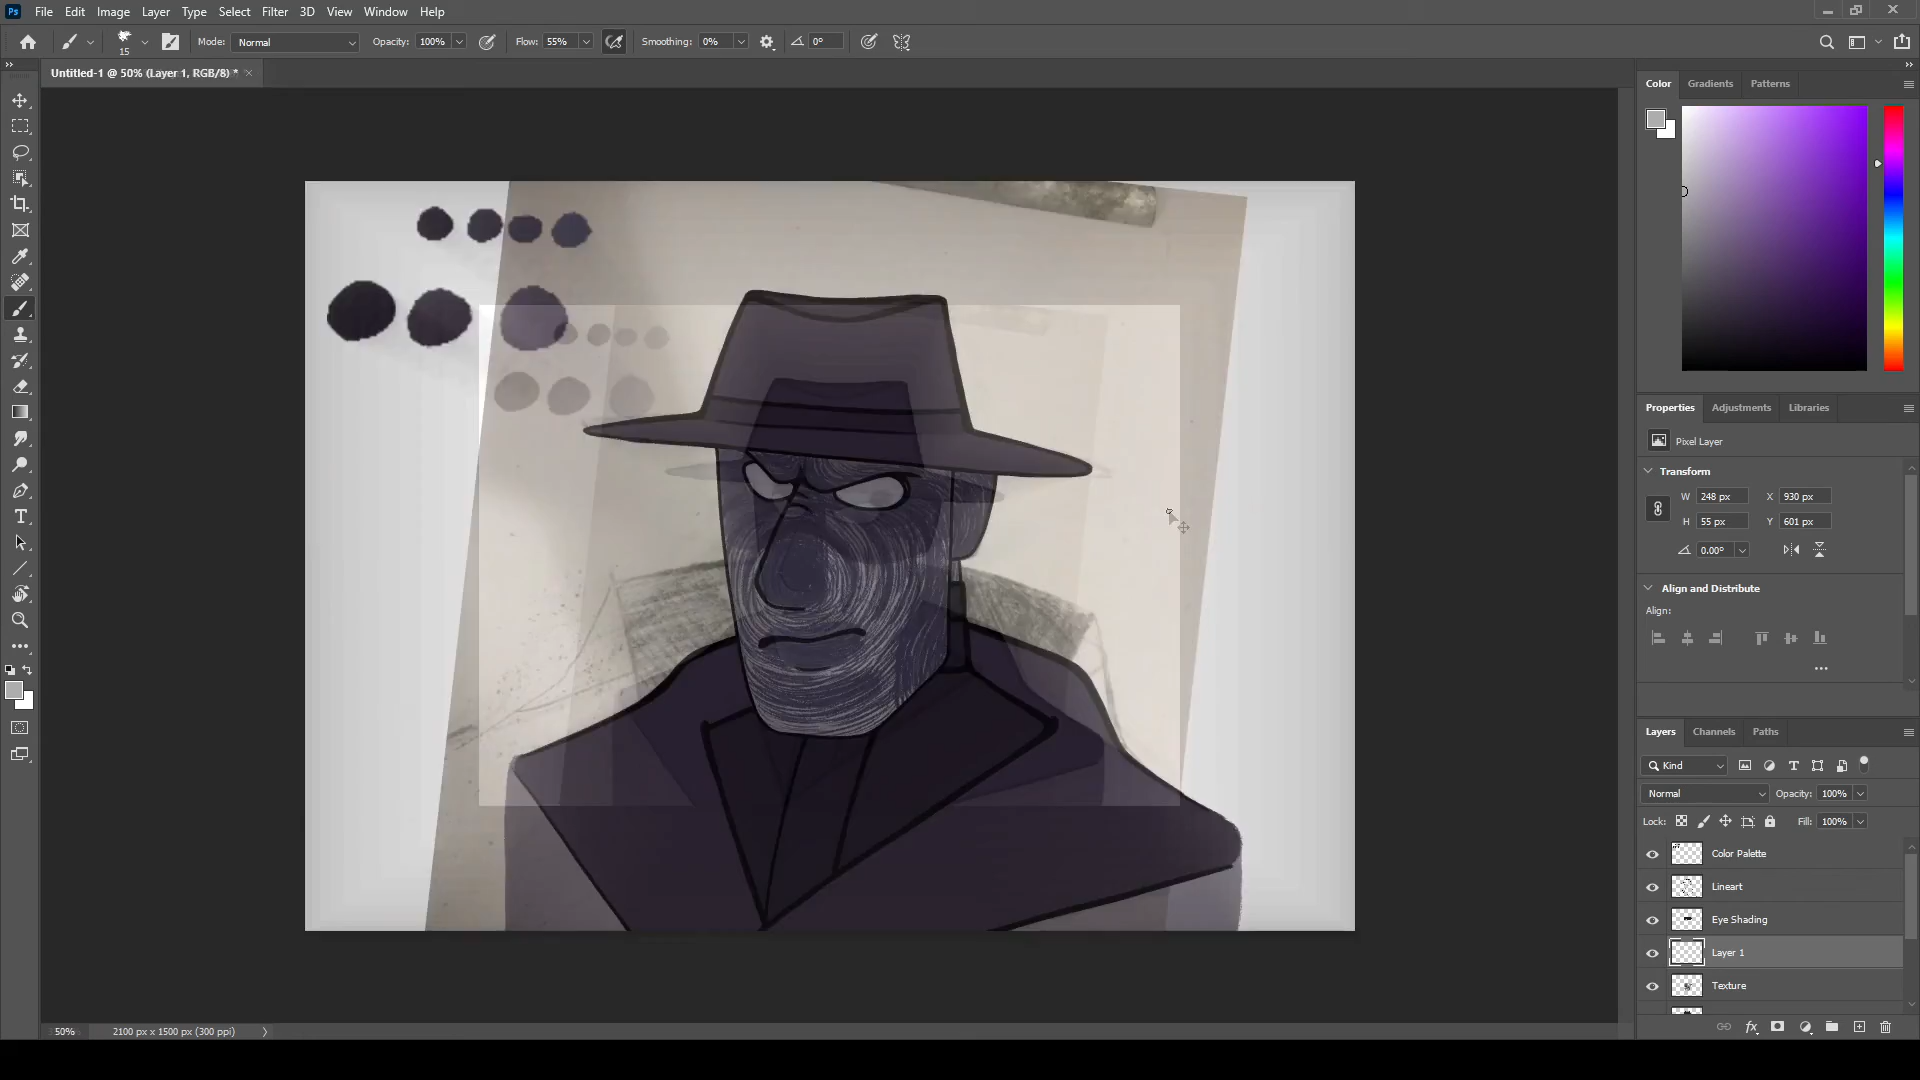 Ps File Edit Image Layer Type Select Filter 3D View Window Help
15 Mode: Normal Opacity: 100% Flow: 55% Smoothing: 0% 0°
Untitled-1 @ 50% (Layer 1, RGB/8) *
Color Gradients Patterns
Properties Adjustments Libraries
Pixel Layer
Transform
W 248 px X 930 px
H 55 px Y 601 px
0.00°
Align and Distribute
Align:
Layers Channels Paths
Kind
Normal Opacity: 100%
Lock: Fill: 100%
Color Palette
Lineart
Eye Shading
Layer 1
Texture
50% 2100 px x 1500 px (300 ppi)
fx